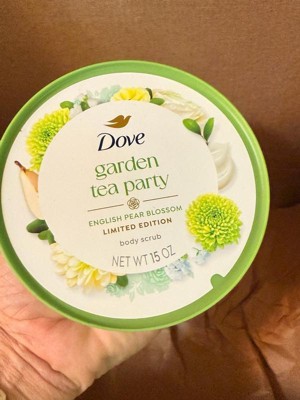 Dove
garden
tea party
ENGLISH PEAR BLOSSOM
LIMITED EDITION
body scrub
NET WT 15 OZ